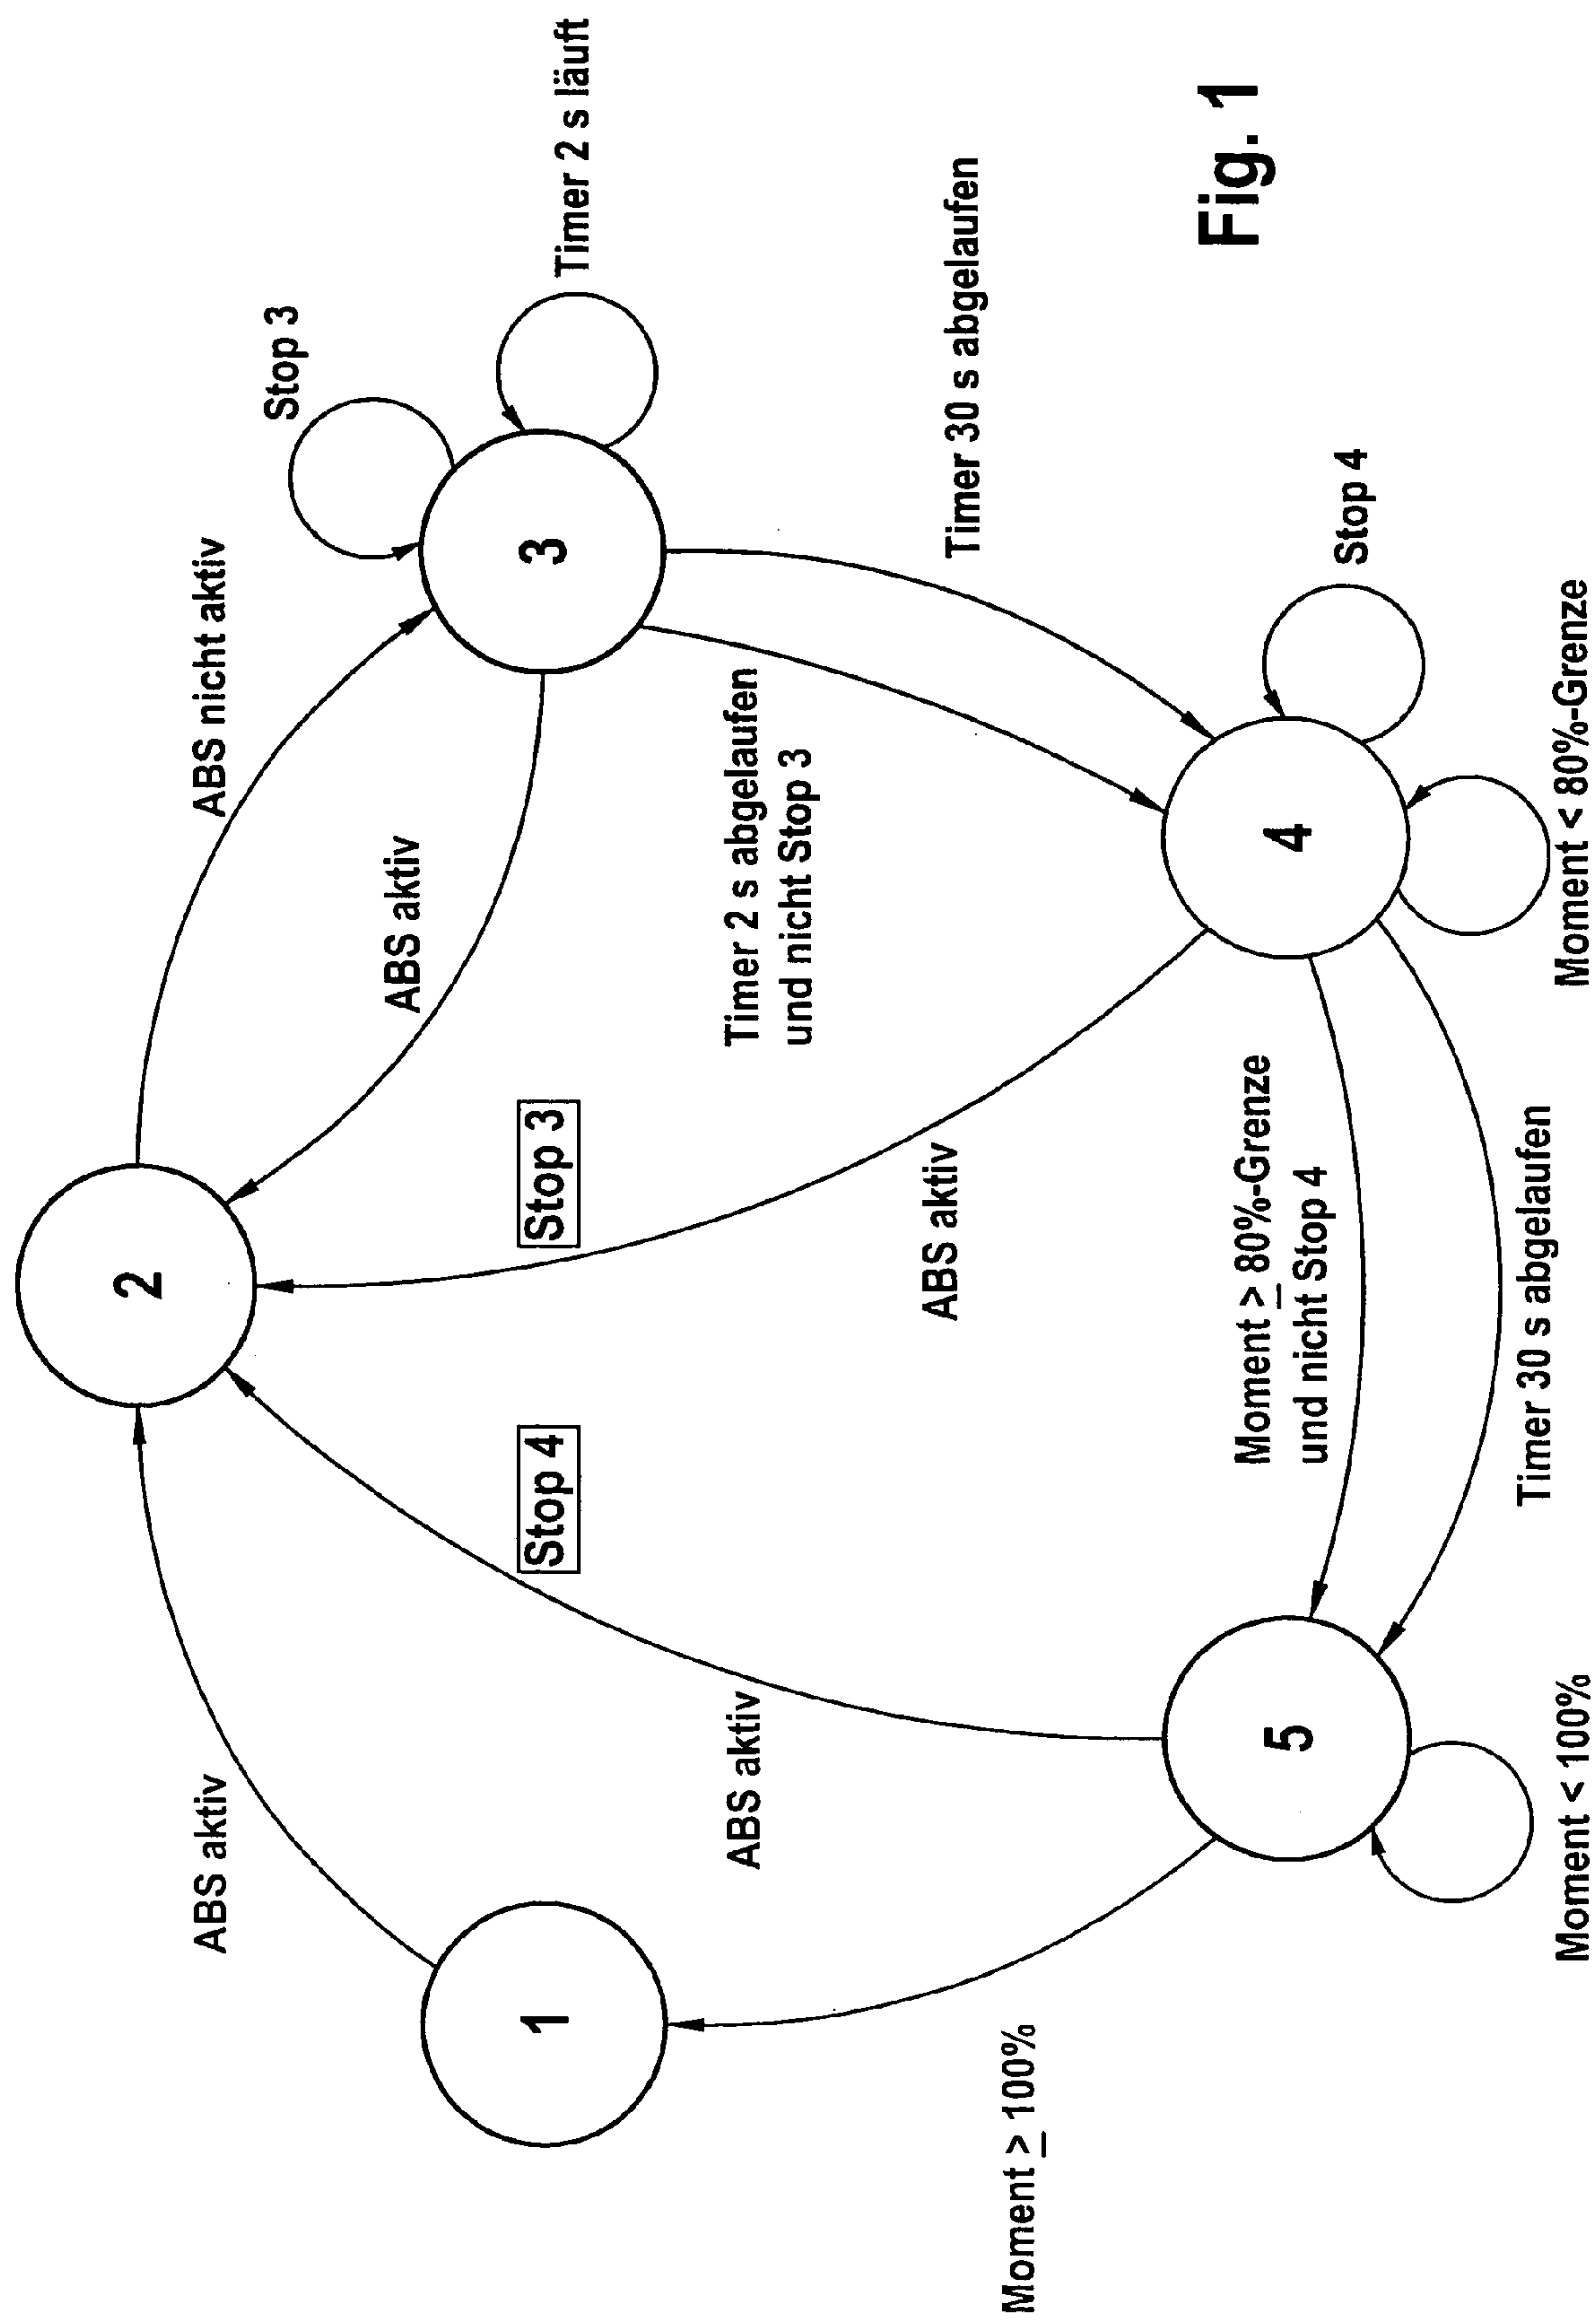 2
ABS aktiv
ABS nicht aktiv
Stop 3
1
Stop 4
Stop 3
ABS aktiv
3
Timer 2 s läuft
ABS aktiv
Timer 2 s abgelaufen
und nicht Stop 3
Moment ≥ 100%
ABS aktiv
Timer 30 s abgelaufen
5
Moment ≥ 80%-Grenze
und nicht Stop 4
4
Stop 4
Moment < 100%
Timer 30 s abgelaufen
Moment < 80%-Grenze
Fig. 1